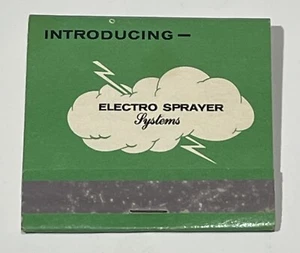 INTRODUCING —
ELECTRO SPRAYER
Systems